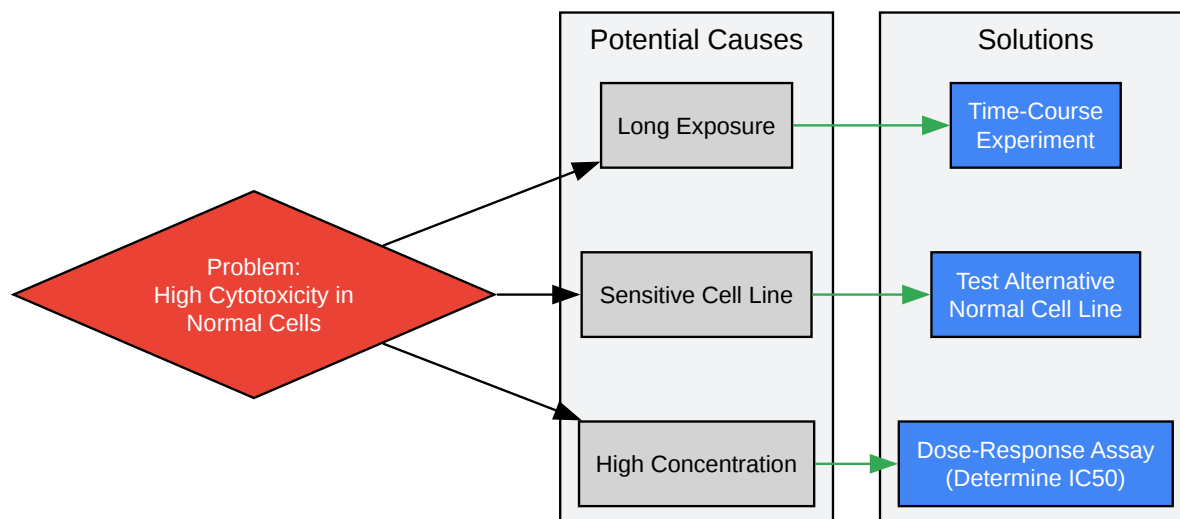 Potential Causes
Solutions
Long Exposure
Time-Course
Experiment
Problem:
High Cytotoxicity in
Normal Cells
Sensitive Cell Line
Test Alternative
Normal Cell Line
High Concentration
Dose-Response Assay
(Determine IC50)